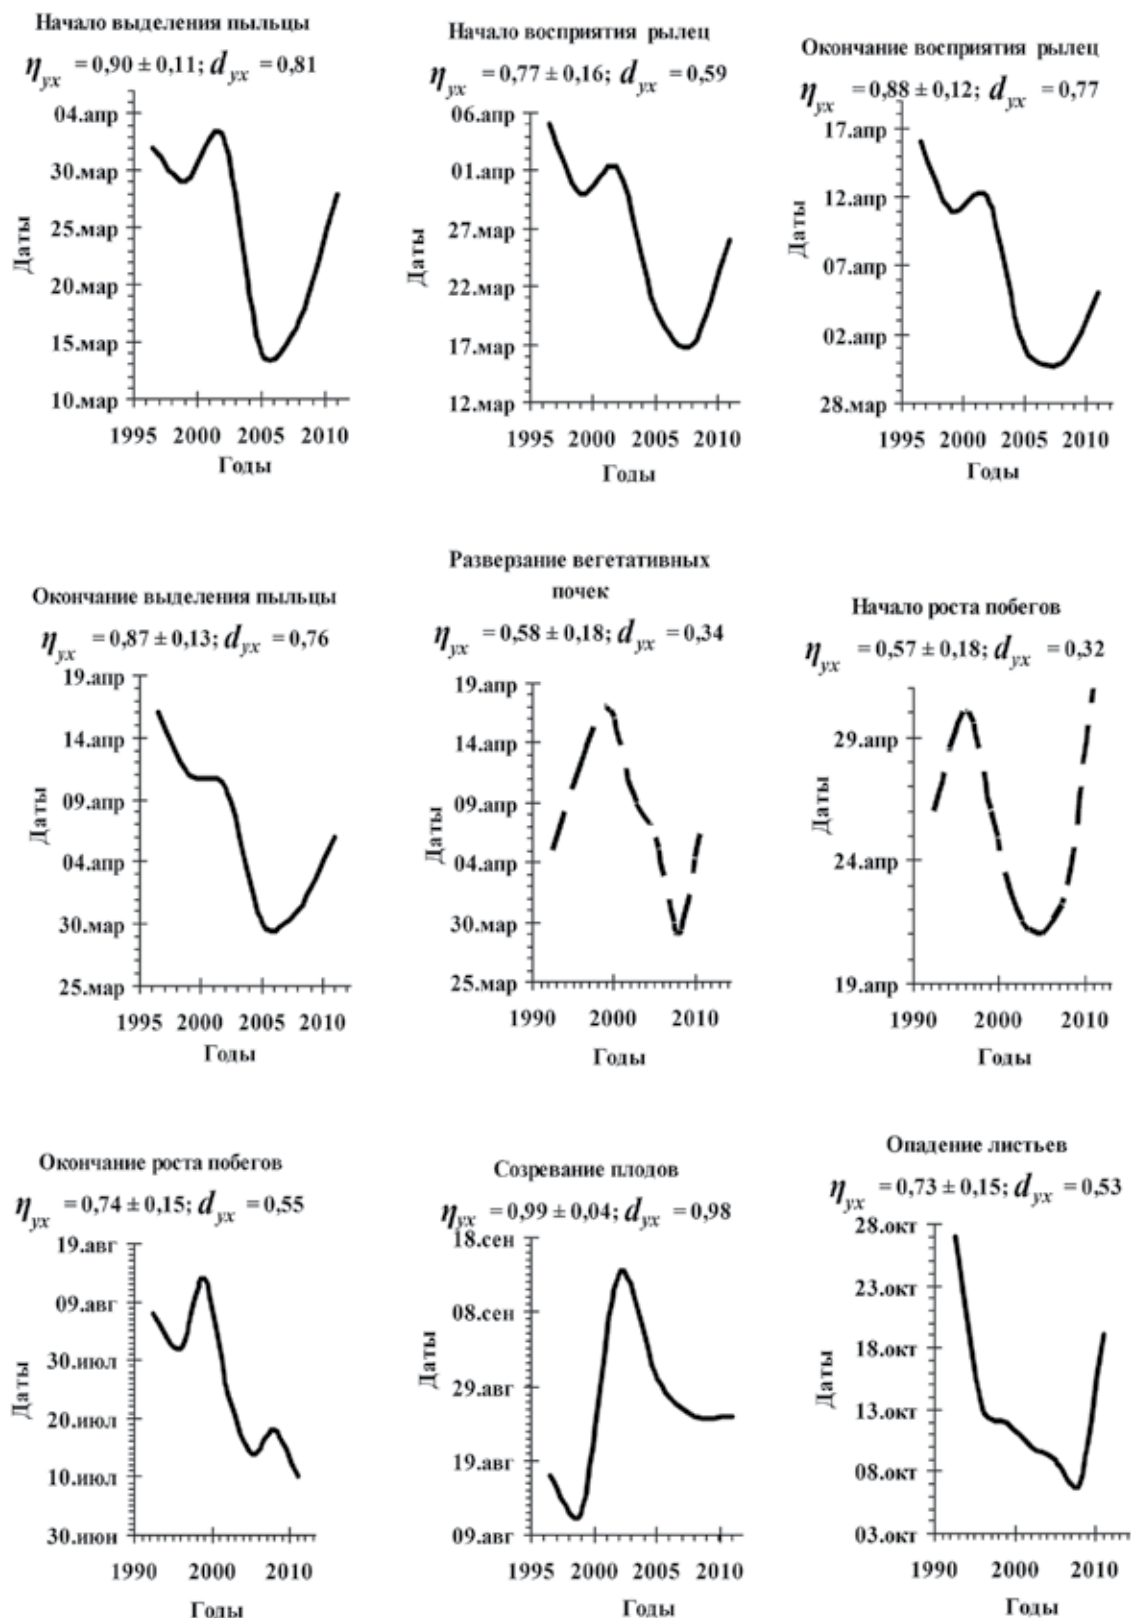 Начало выделения пыльцы
η_yx = 0,90 ± 0,11; d_yx = 0,81
04.апр
30.мар
25.мар
20.мар
15.мар
10.мар
Даты
1995 2000 2005 2010
Годы
Начало восприятия рылец
η_yx = 0,77 ± 0,16; d_yx = 0,59
06.апр
01.апр
27.мар
22.мар
17.мар
12.мар
Даты
1995 2000 2005 2010
Годы
Окончание восприятия рылец
η_yx = 0,88 ± 0,12; d_yx = 0,77
17.апр
12.апр
07.апр
02.апр
28.мар
Даты
1995 2000 2005 2010
Годы
Окончание выделения пыльцы
η_yx = 0,87 ± 0,13; d_yx = 0,76
19.апр
14.апр
09.апр
04.апр
30.мар
25.мар
Даты
1995 2000 2005 2010
Годы
Разверзание вегетативных
почек
η_yx = 0,58 ± 0,18; d_yx = 0,34
19.апр
14.апр
09.апр
04.апр
30.мар
25.мар
Даты
1990 2000 2010
Годы
Начало роста побегов
η_yx = 0,57 ± 0,18; d_yx = 0,32
29.апр
24.апр
19.апр
Даты
1990 2000 2010
Годы
Окончание роста побегов
η_yx = 0,74 ± 0,15; d_yx = 0,55
19.авг
09.авг
30.июл
20.июл
10.июл
30.июн
Даты
1990 2000 2010
Годы
Созревание плодов
η_yx = 0,99 ± 0,04; d_yx = 0,98
18.сен
08.сен
29.авг
19.авг
09.авг
Даты
1995 2000 2005 2010
Годы
Опадение листьев
η_yx = 0,73 ± 0,15; d_yx = 0,53
28.окт
23.окт
18.окт
13.окт
08.окт
03.окт
Даты
1990 2000 2010
Годы